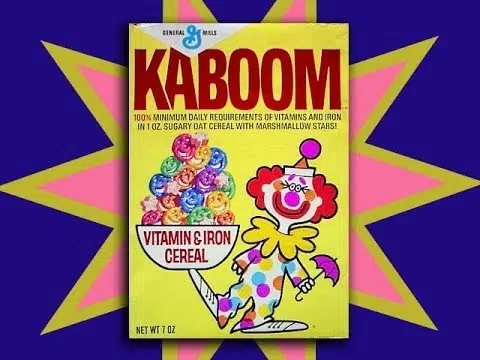 GENERAL G MILLS
KABOOM
100% MINIMUM DAILY REQUIREMENTS OF VITAMINS AND IRON
IN 1 OZ. SUGARY OAT CEREAL WITH MARSHMALLOW STARS!
VITAMIN & IRON
CEREAL
NET WT 7 OZ